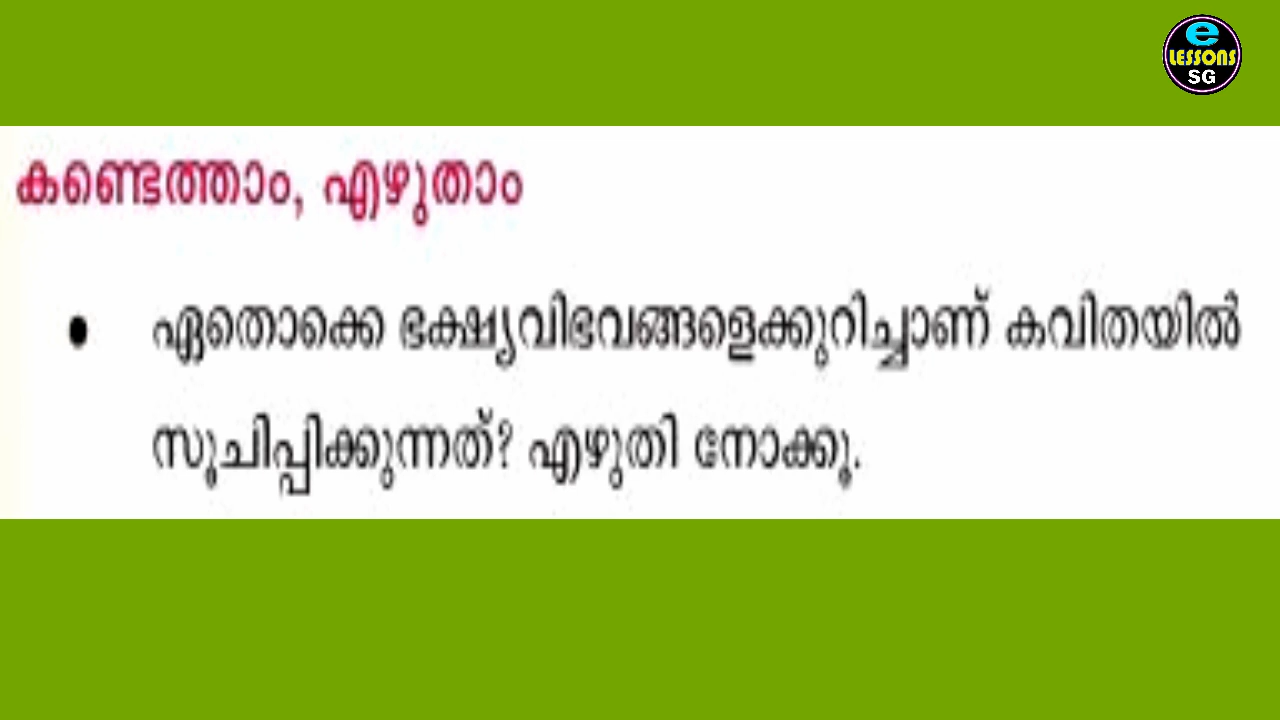 e
LESSONS
SG
കണ്ടെത്താം, എഴുതാം
• ഏതൊക്കെ ഭക്ഷ്യവിഭവങ്ങളെക്കുറിച്ചാണ് കവിതയിൽ
സൂചിപ്പിക്കുന്നത്? എഴുതി നോക്കൂ.